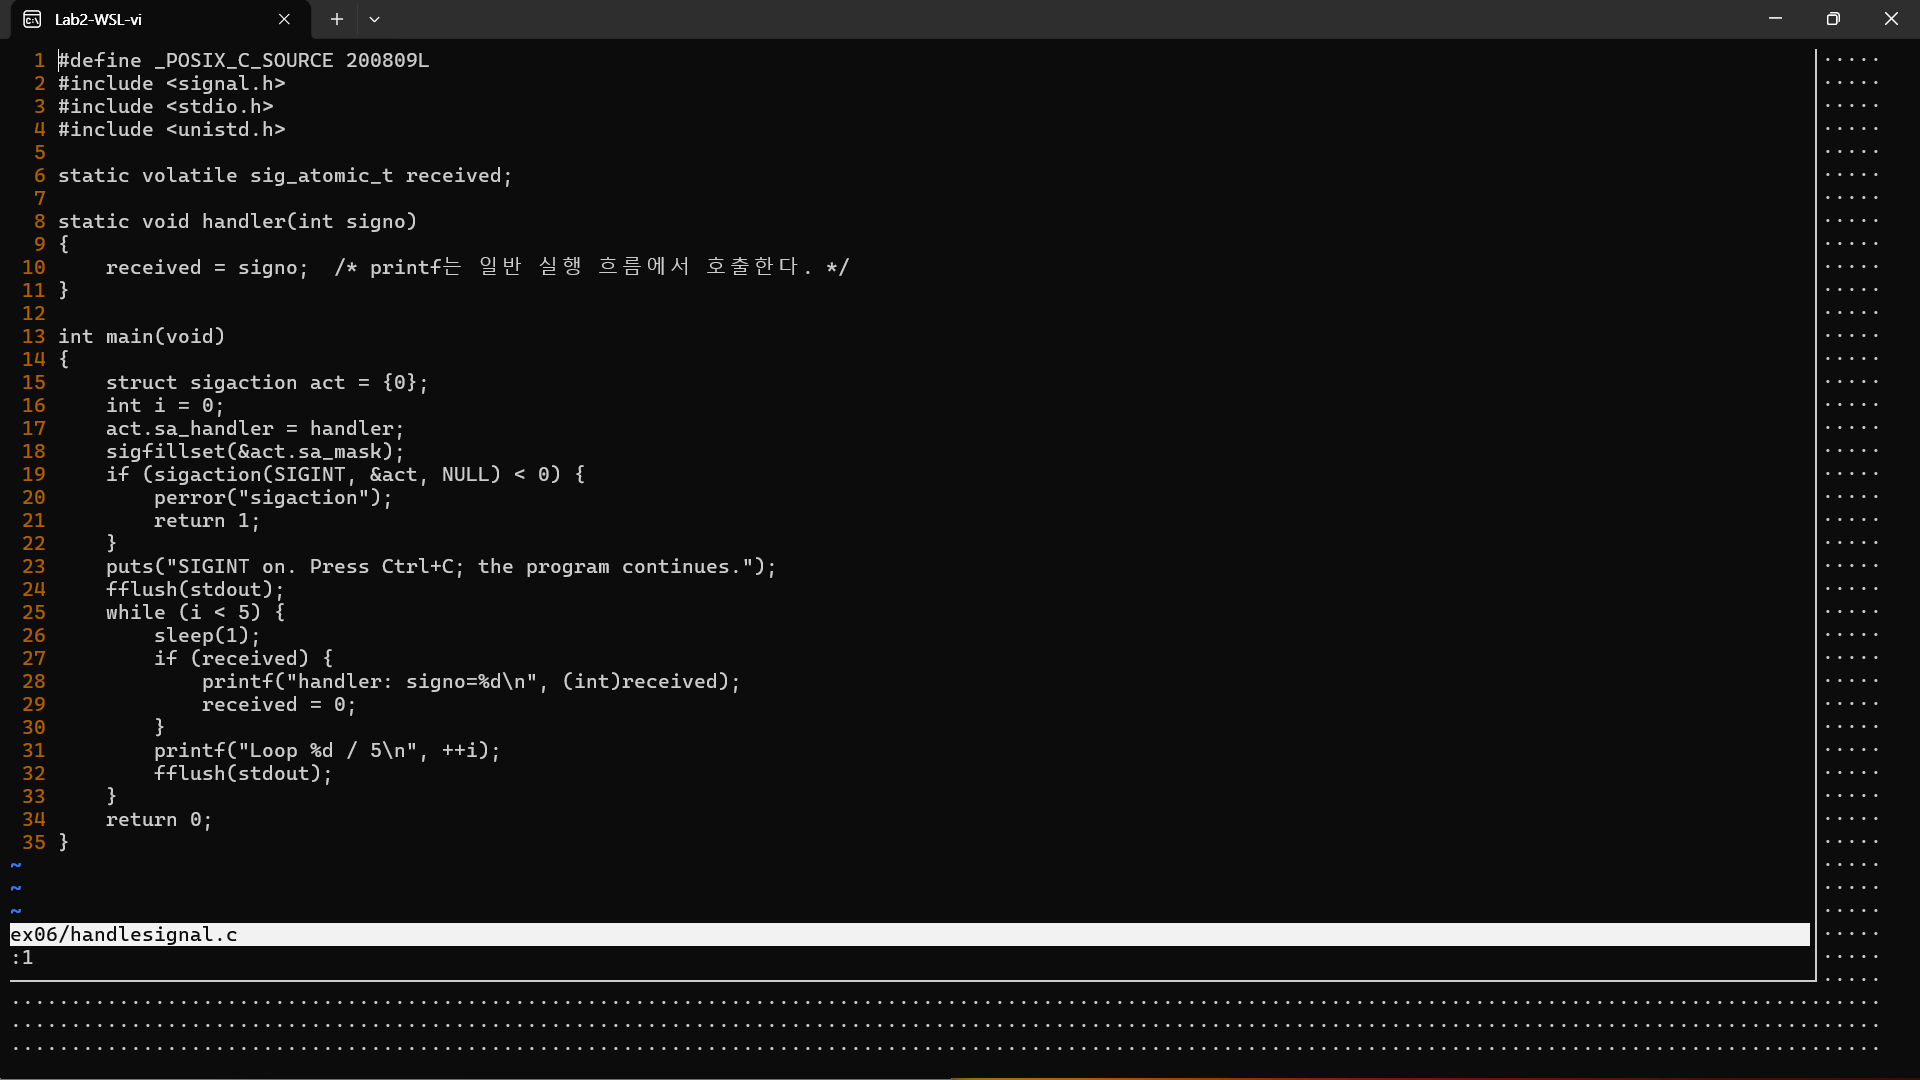 Lab2-WSL-vi
1 #define _POSIX_C_SOURCE 200809L
2 #include <signal.h>
3 #include <stdio.h>
4 #include <unistd.h>
5
6 static volatile sig_atomic_t received;
7
8 static void handler(int signo)
9 {
10     received = signo;  /* printf는 일반 실행 흐름에서 호출한다. */
11 }
12
13 int main(void)
14 {
15     struct sigaction act = {0};
16     int i = 0;
17     act.sa_handler = handler;
18     sigfillset(&act.sa_mask);
19     if (sigaction(SIGINT, &act, NULL) < 0) {
20         perror("sigaction");
21         return 1;
22     }
23     puts("SIGINT on. Press Ctrl+C; the program continues.");
24     fflush(stdout);
25     while (i < 5) {
26         sleep(1);
27         if (received) {
28             printf("handler: signo=%d\n", (int)received);
29             received = 0;
30         }
31         printf("Loop %d / 5\n", ++i);
32         fflush(stdout);
33     }
34     return 0;
35 }
~
~
~
ex06/handlesignal.c
:1